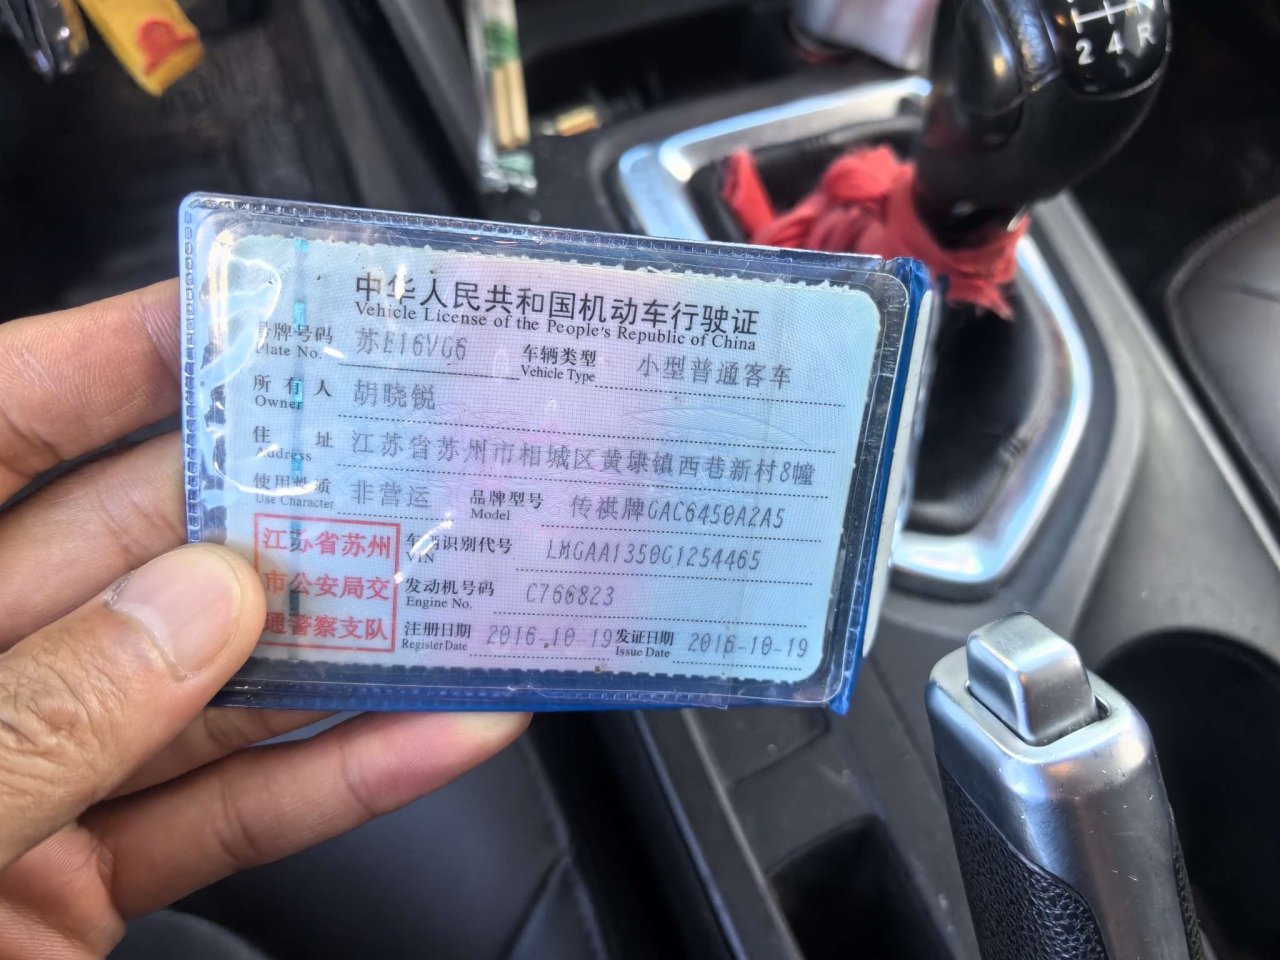 中华人民共和国机动车行驶证
Vehicle License of the People's Republic of China
号牌号码 苏E16VG6 车辆类型 小型普通客车
Plate No. Vehicle Type
所有人 胡晓锐
Owner
住址 江苏省苏州市相城区黄埭镇西巷新村8幢
Address
使用性质 非营运 品牌型号 传祺牌GAC6450A2A5
Use Character Model
车辆识别代号 LMGAA1350G1254465
VIN
发动机号码 C766823
Engine No.
注册日期 2016-10-19 发证日期 2016-10-19
Register Date Issue Date
江苏省苏州
市公安局交
通警察支队
2 4 R